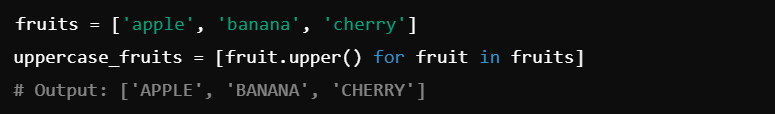 fruits = ['apple', 'banana', 'cherry']
uppercase_fruits = [fruit.upper() for fruit in fruits]
# Output: ['APPLE', 'BANANA', 'CHERRY']